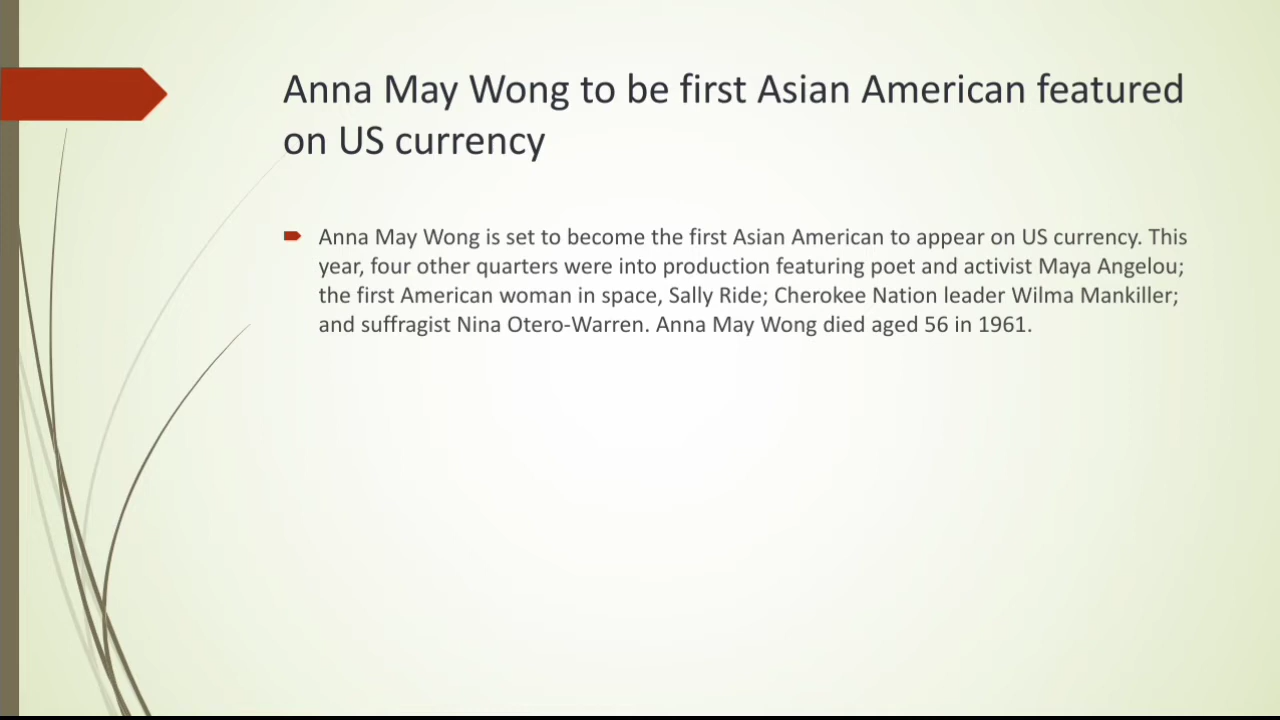 Anna May Wong to be first Asian American featured
on US currency
Anna May Wong is set to become the first Asian American to appear on US currency. This
year, four other quarters were into production featuring poet and activist Maya Angelou;
the first American woman in space, Sally Ride; Cherokee Nation leader Wilma Mankiller;
and suffragist Nina Otero-Warren. Anna May Wong died aged 56 in 1961.